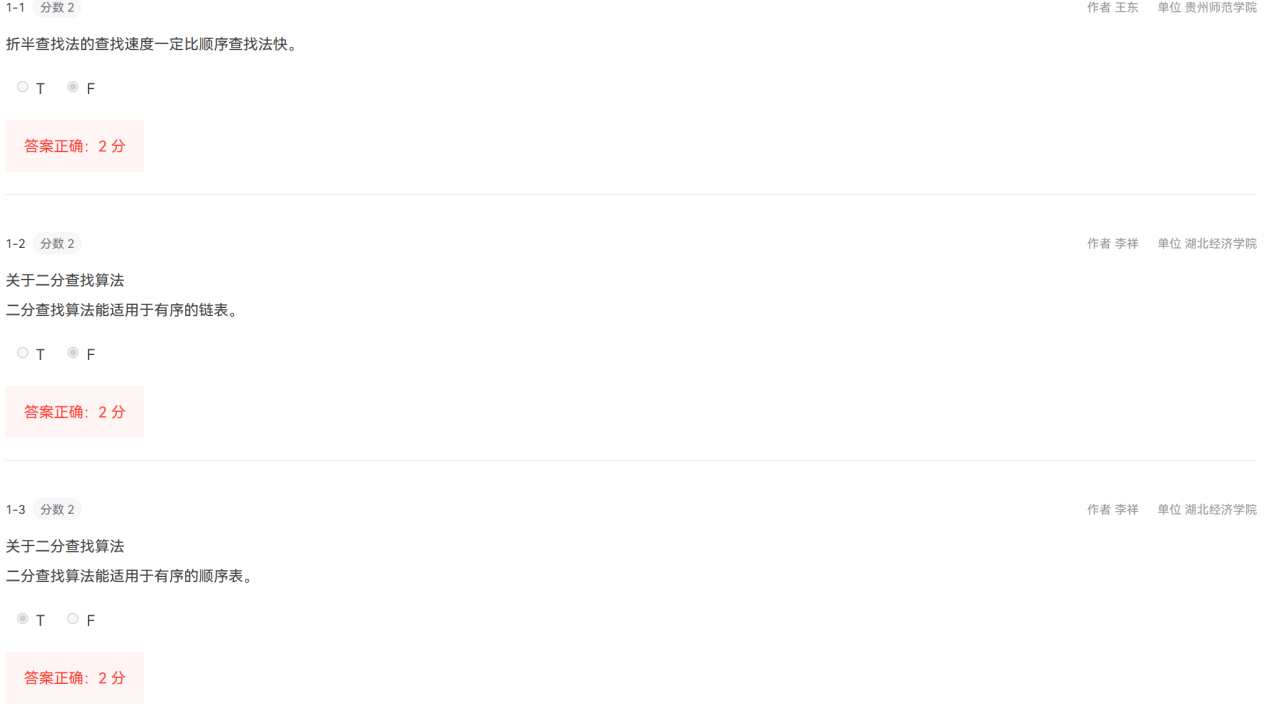 1-1 分数 2 作者 王东 单位 贵州师范学院
折半查找法的查找速度一定比顺序查找法快。
T F
答案正确：2 分
1-2 分数 2 作者 李祥 单位 湖北经济学院
关于二分查找算法
二分查找算法能适用于有序的链表。
T F
答案正确：2 分
1-3 分数 2 作者 李祥 单位 湖北经济学院
关于二分查找算法
二分查找算法能适用于有序的顺序表。
T F
答案正确：2 分